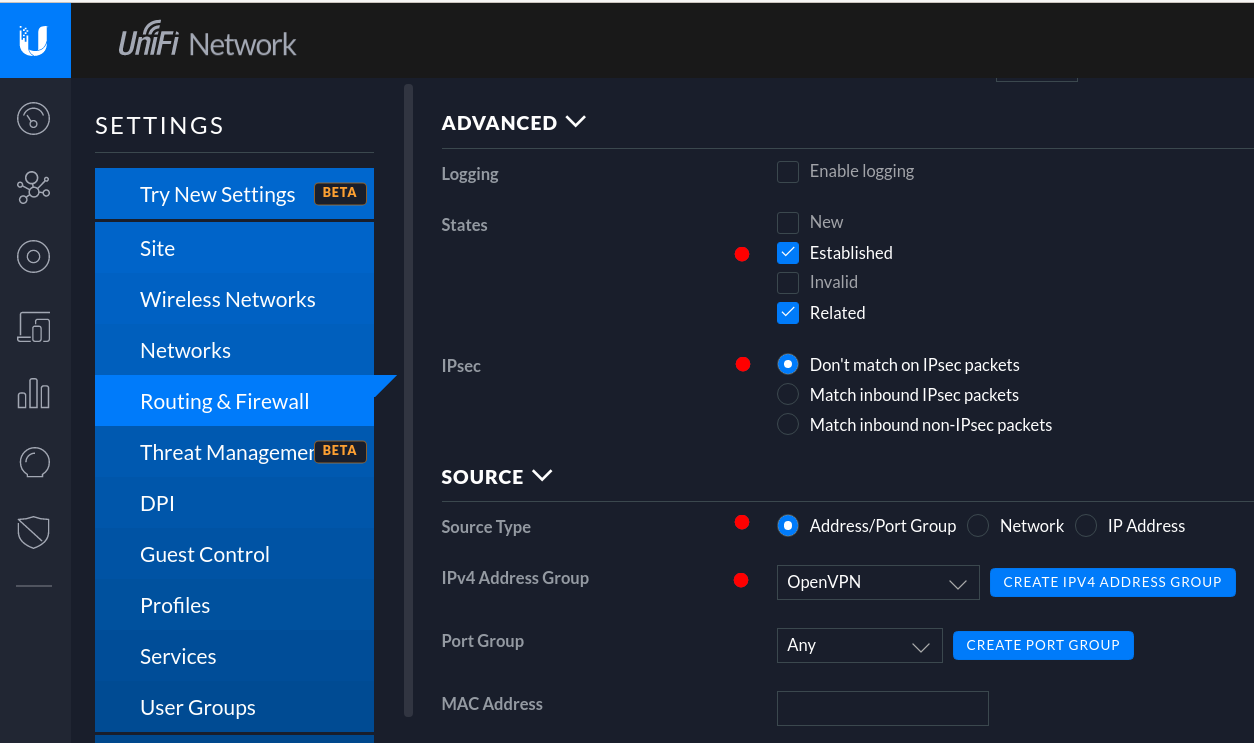 UniFi Network
SETTINGS
Try New Settings BETA
Site
Wireless Networks
Networks
Routing & Firewall
Threat Managemen BETA
DPI
Guest Control
Profiles
Services
User Groups
ADVANCED
Logging
Enable logging
States
New
Established
Invalid
Related
IPsec
Don't match on IPsec packets
Match inbound IPsec packets
Match inbound non-IPsec packets
SOURCE
Source Type
Address/Port Group Network IP Address
IPv4 Address Group
OpenVPN CREATE IPV4 ADDRESS GROUP
Port Group
Any CREATE PORT GROUP
MAC Address